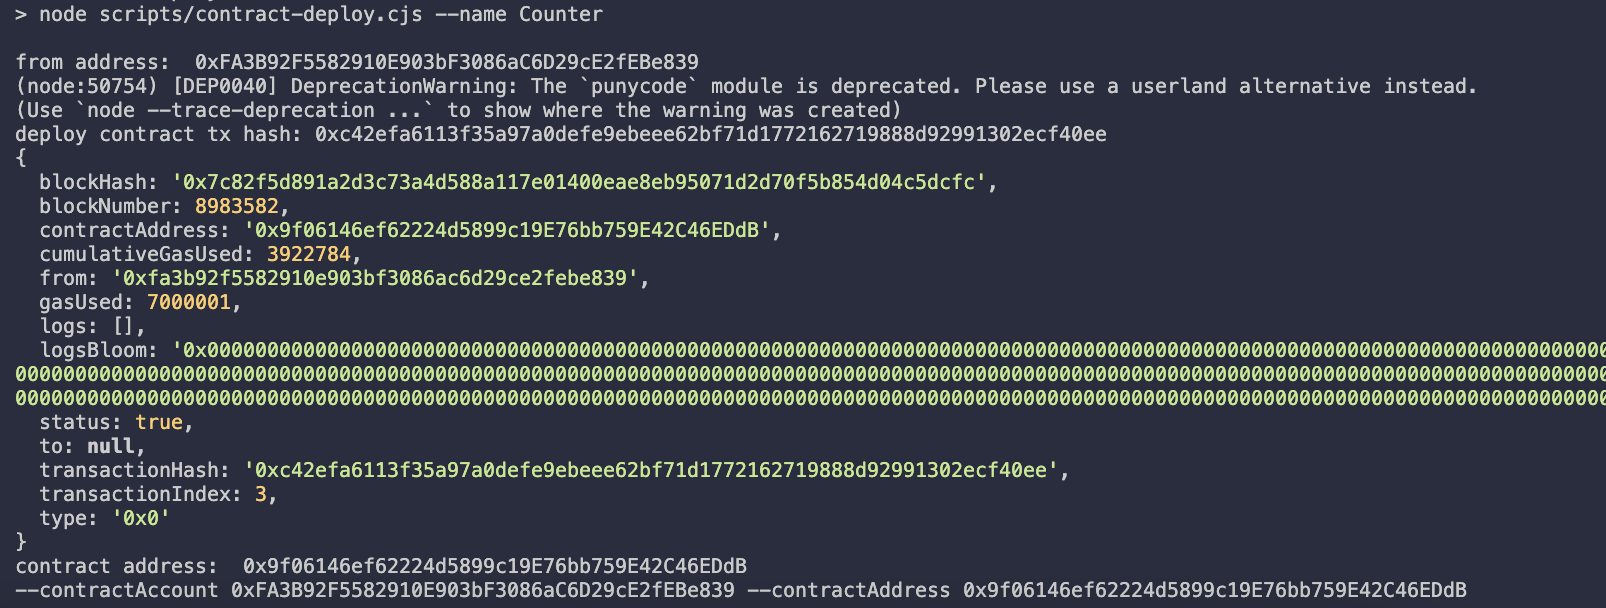 > node scripts/contract-deploy.cjs --name Counter
from address:  0xFA3B92F5582910E903bF3086aC6D29cE2fEBe839
(node:50754) [DEP0040] DeprecationWarning: The `punycode` module is deprecated. Please use a userland alternative instead.
(Use `node --trace-deprecation ...` to show where the warning was created)
deploy contract tx hash: 0xc42efa6113f35a97a0defe9ebeee62bf71d1772162719888d92991302ecf40ee
{
  blockHash: '0x7c82f5d891a2d3c73a4d588a117e01400eae8eb95071d2d70f5b854d04c5dcfc',
  blockNumber: 8983582,
  contractAddress: '0x9f06146ef62224d5899c19E76bb759E42C46EDdB',
  cumulativeGasUsed: 3922784,
  from: '0xfa3b92f5582910e903bf3086ac6d29ce2febe839',
  gasUsed: 7000001,
  logs: [],
  logsBloom: '0x000000000000000000000000000000000000000000000000000000000000000000000000000000000000000000000000000000000000000000000
000000000000000000000000000000000000000000000000000000000000000000000000000000000000000000000000000000000000000000000000000000000000
000000000000000000000000000000000000000000000000000000000000000000000000000000000000000000000000000000000000000000000000000000000000
  status: true,
  to: null,
  transactionHash: '0xc42efa6113f35a97a0defe9ebeee62bf71d1772162719888d92991302ecf40ee',
  transactionIndex: 3,
  type: '0x0'
}
contract address:  0x9f06146ef62224d5899c19E76bb759E42C46EDdB
--contractAccount 0xFA3B92F5582910E903bF3086aC6D29cE2fEBe839 --contractAddress 0x9f06146ef62224d5899c19E76bb759E42C46EDdB